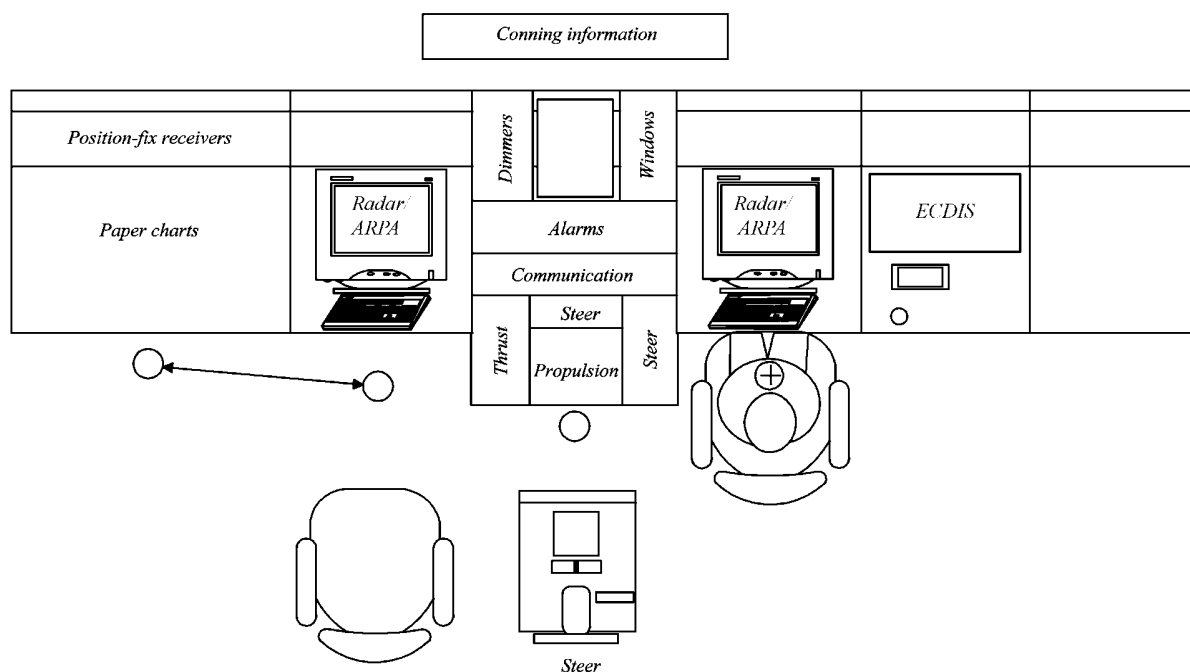 Conning information
Position-fix receivers
Dimmers
Windows
Paper charts
Radar/
ARPA
Radar/
ARPA
ECDIS
Alarms
Communication
Thrust
Steer
Steer
Propulsion
Steer